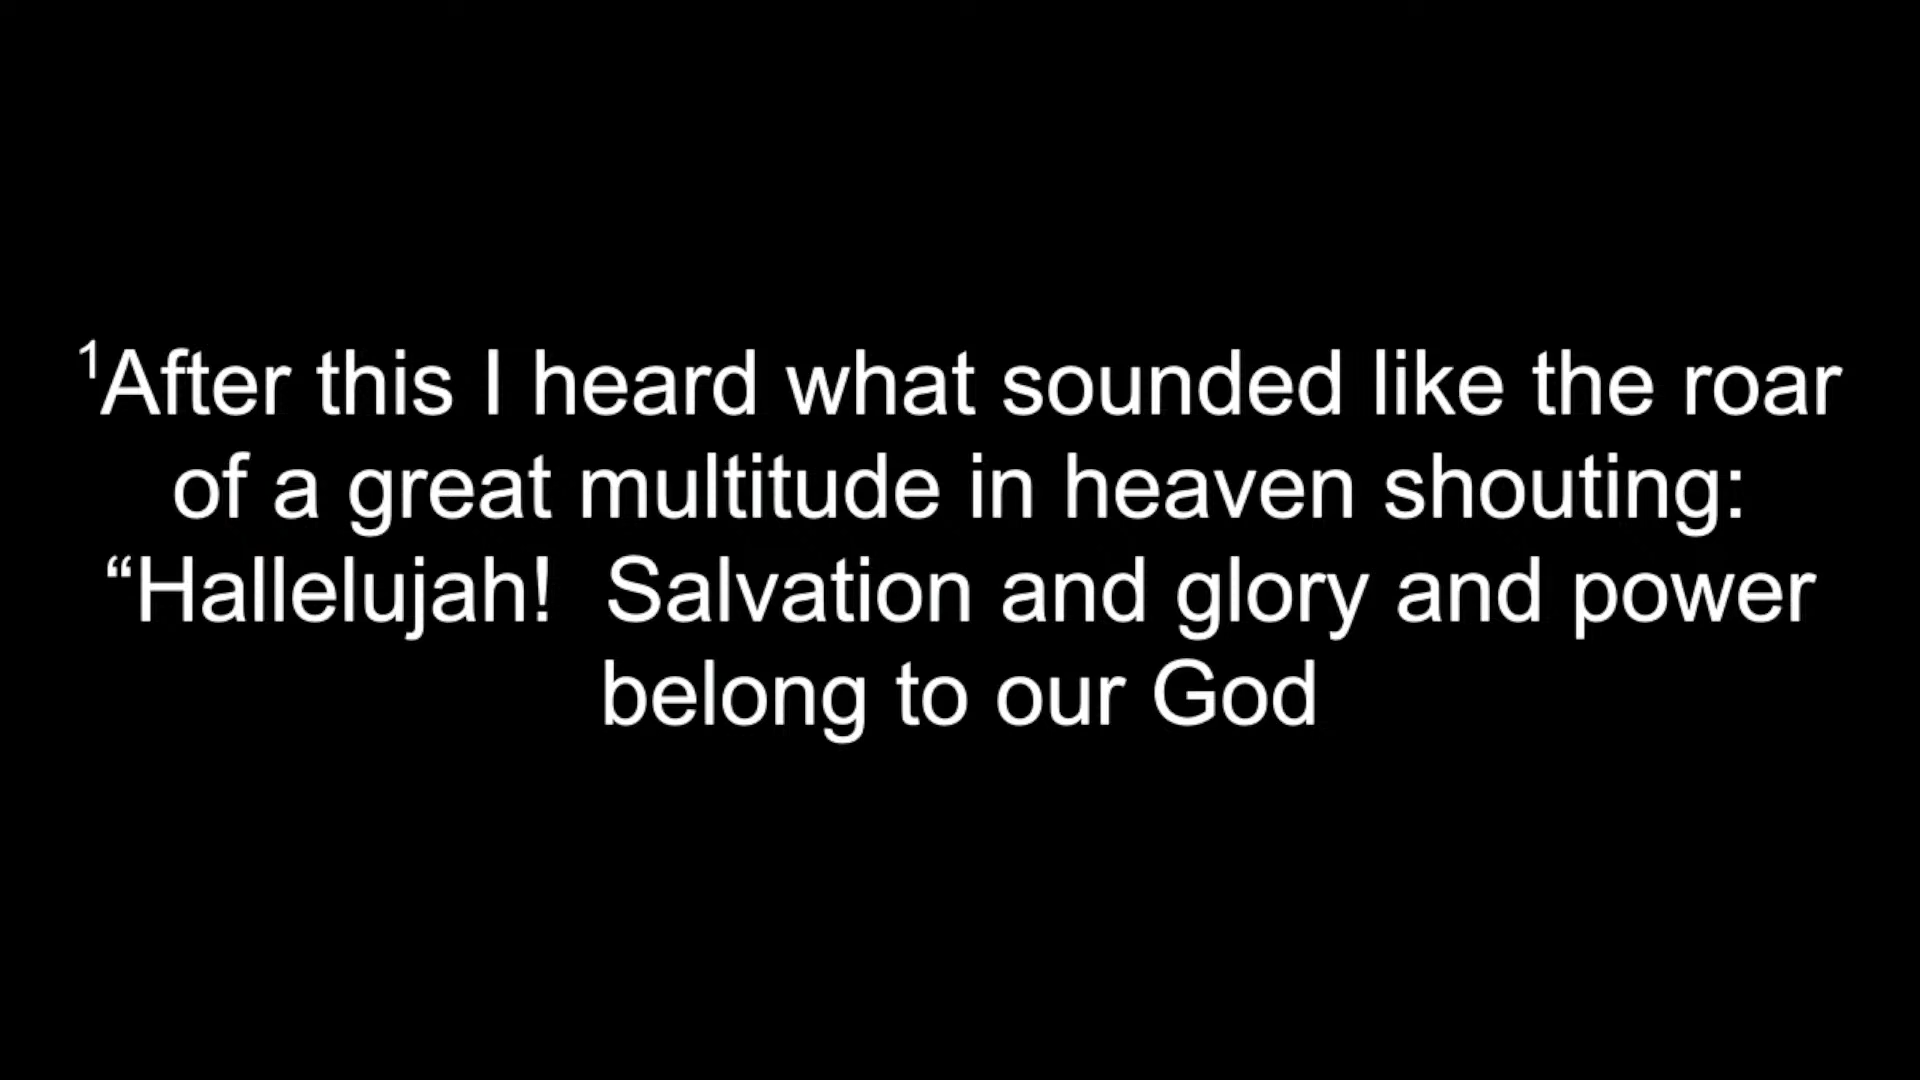 ¹After this I heard what sounded like the roar
of a great multitude in heaven shouting:
“Hallelujah!  Salvation and glory and power
belong to our God